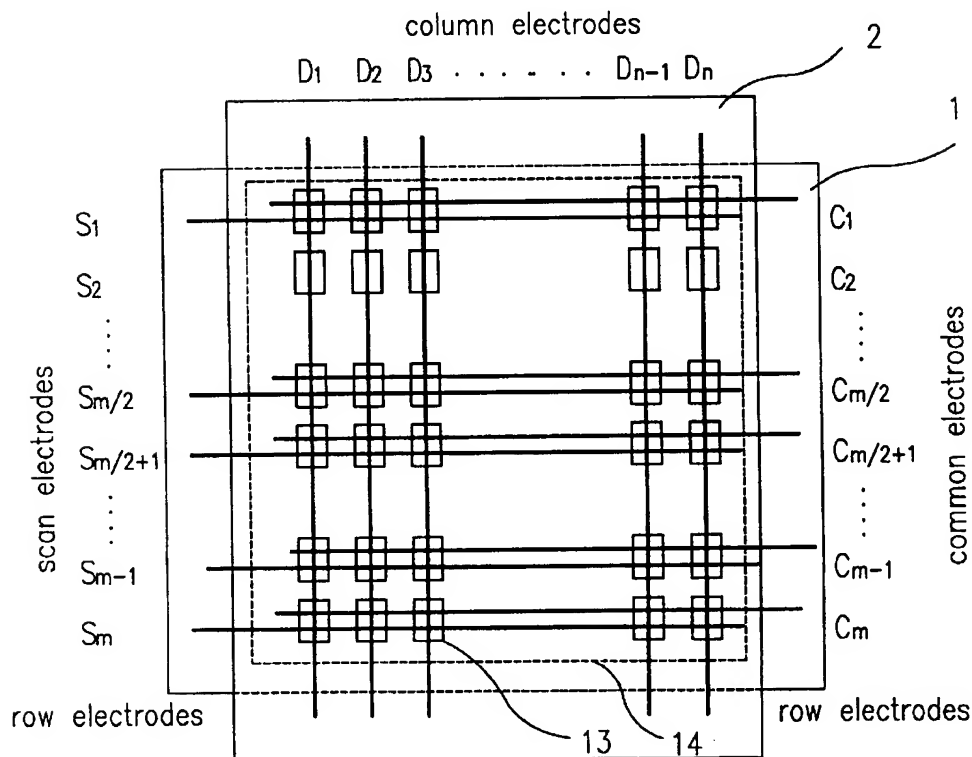 column electrodes
2
D1 D2 D3 . . . . - . . . Dn-1 Dn
1
S1 C1
S2 C2
. . . . . . . .
Sm/2 Cm/2
Sm/2+1 Cm/2+1
. . . . . . . .
Sm-1 Cm-1
Sm Cm
scan electrodes
common electrodes
row electrodes row electrodes
13 14